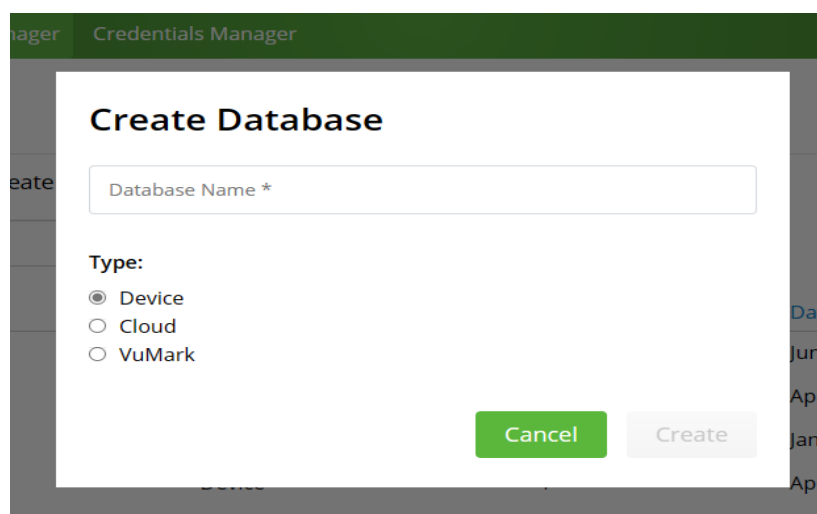 nager Credentials Manager
Create Database
eate
Database Name *
Type:
Device
Cloud
VuMark
Da
Jun
Ap
Cancel Create
Jan
Ap